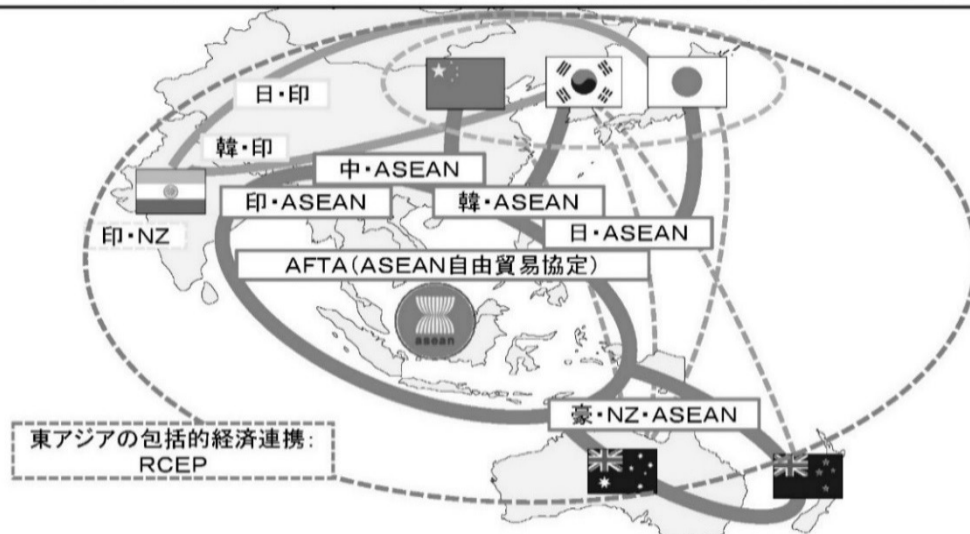 日・印
韓・印
中・ASEAN
印・ASEAN
韓・ASEAN
印・NZ
日・ASEAN
AFTA(ASEAN自由貿易協定)
asean
豪・NZ・ASEAN
東アジアの包括的経済連携:
RCEP